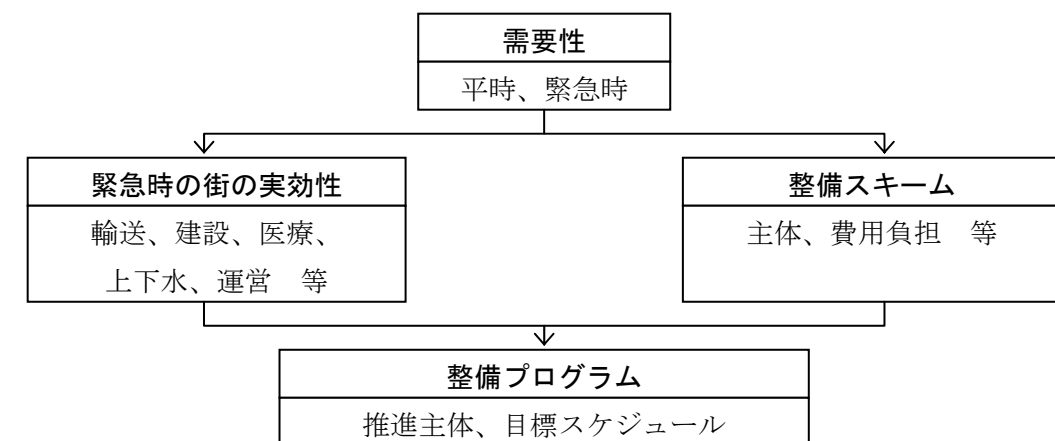 需要性
平時、緊急時
緊急時の街の実効性
輸送、建設、医療、
上下水、運営　等
整備スキーム
主体、費用負担　等
整備プログラム
推進主体、目標スケジュール